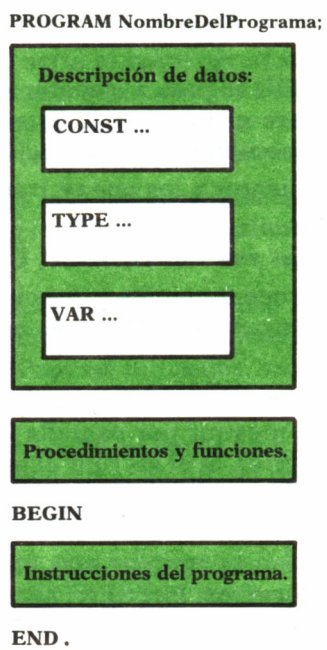 PROGRAM NombreDelPrograma;
Descripción de datos:
CONST ...
TYPE ...
VAR ...
Procedimientos y funciones.
BEGIN
Instrucciones del programa.
END .